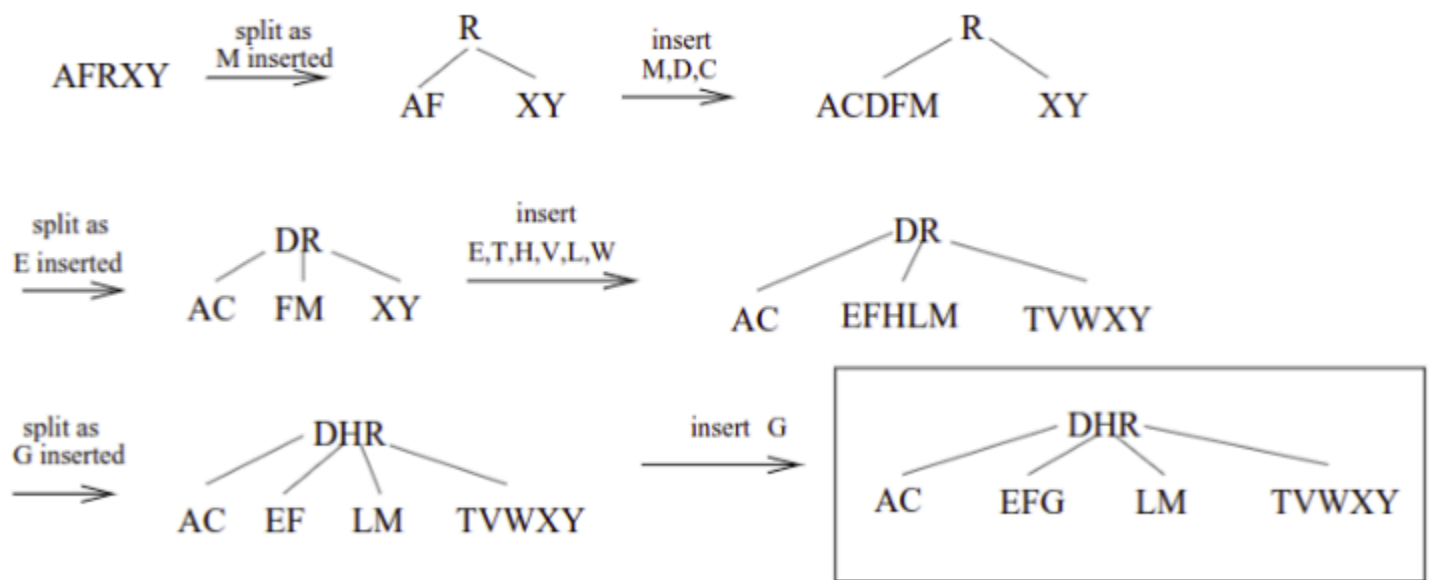 AFRXY
split as
M inserted
R
AF XY
insert
M,D,C
R
ACDFM XY
split as
E inserted
DR
AC FM XY
insert
E,T,H,V,L,W
DR
AC EFHLM TVWXY
split as
G inserted
DHR
AC EF LM TVWXY
insert G
DHR
AC EFG LM TVWXY